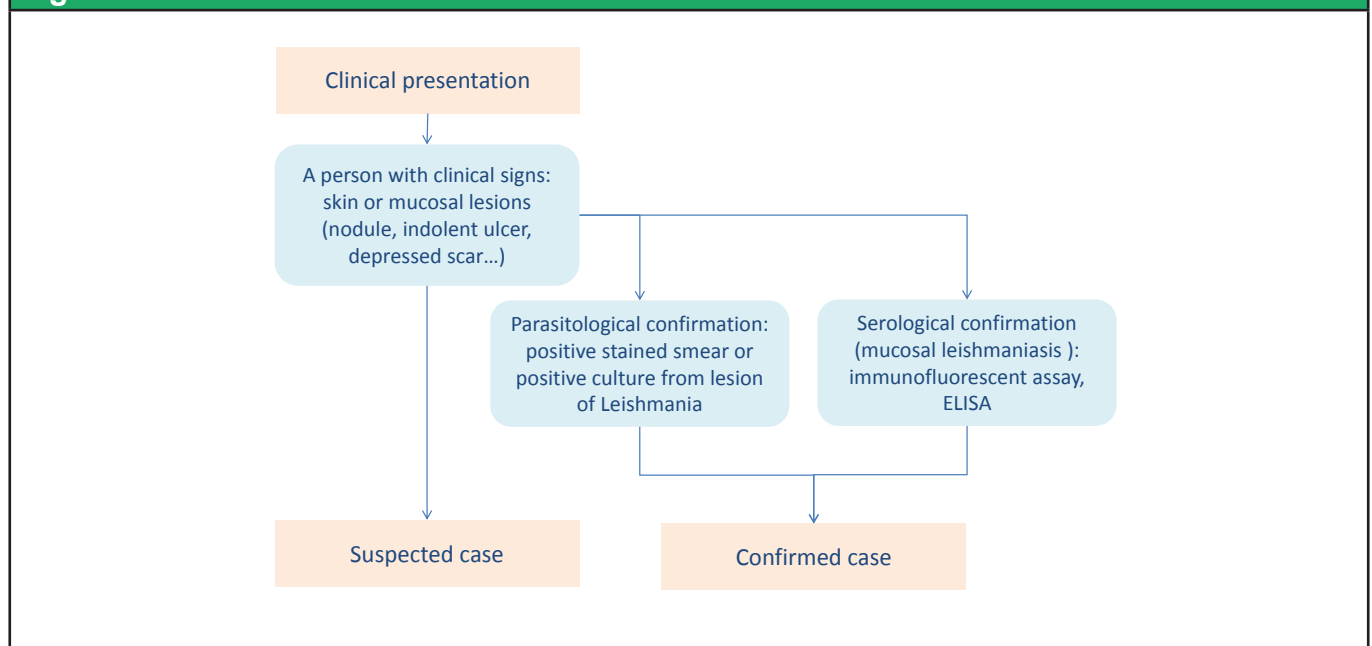 Clinical presentation
A person with clinical signs:
skin or mucosal lesions
(nodule, indolent ulcer,
depressed scar...)
Parasitological confirmation:
positive stained smear or
positive culture from lesion
of Leishmania
Serological confirmation
(mucosal leishmaniasis ):
immunofluorescent assay,
ELISA
Suspected case
Confirmed case